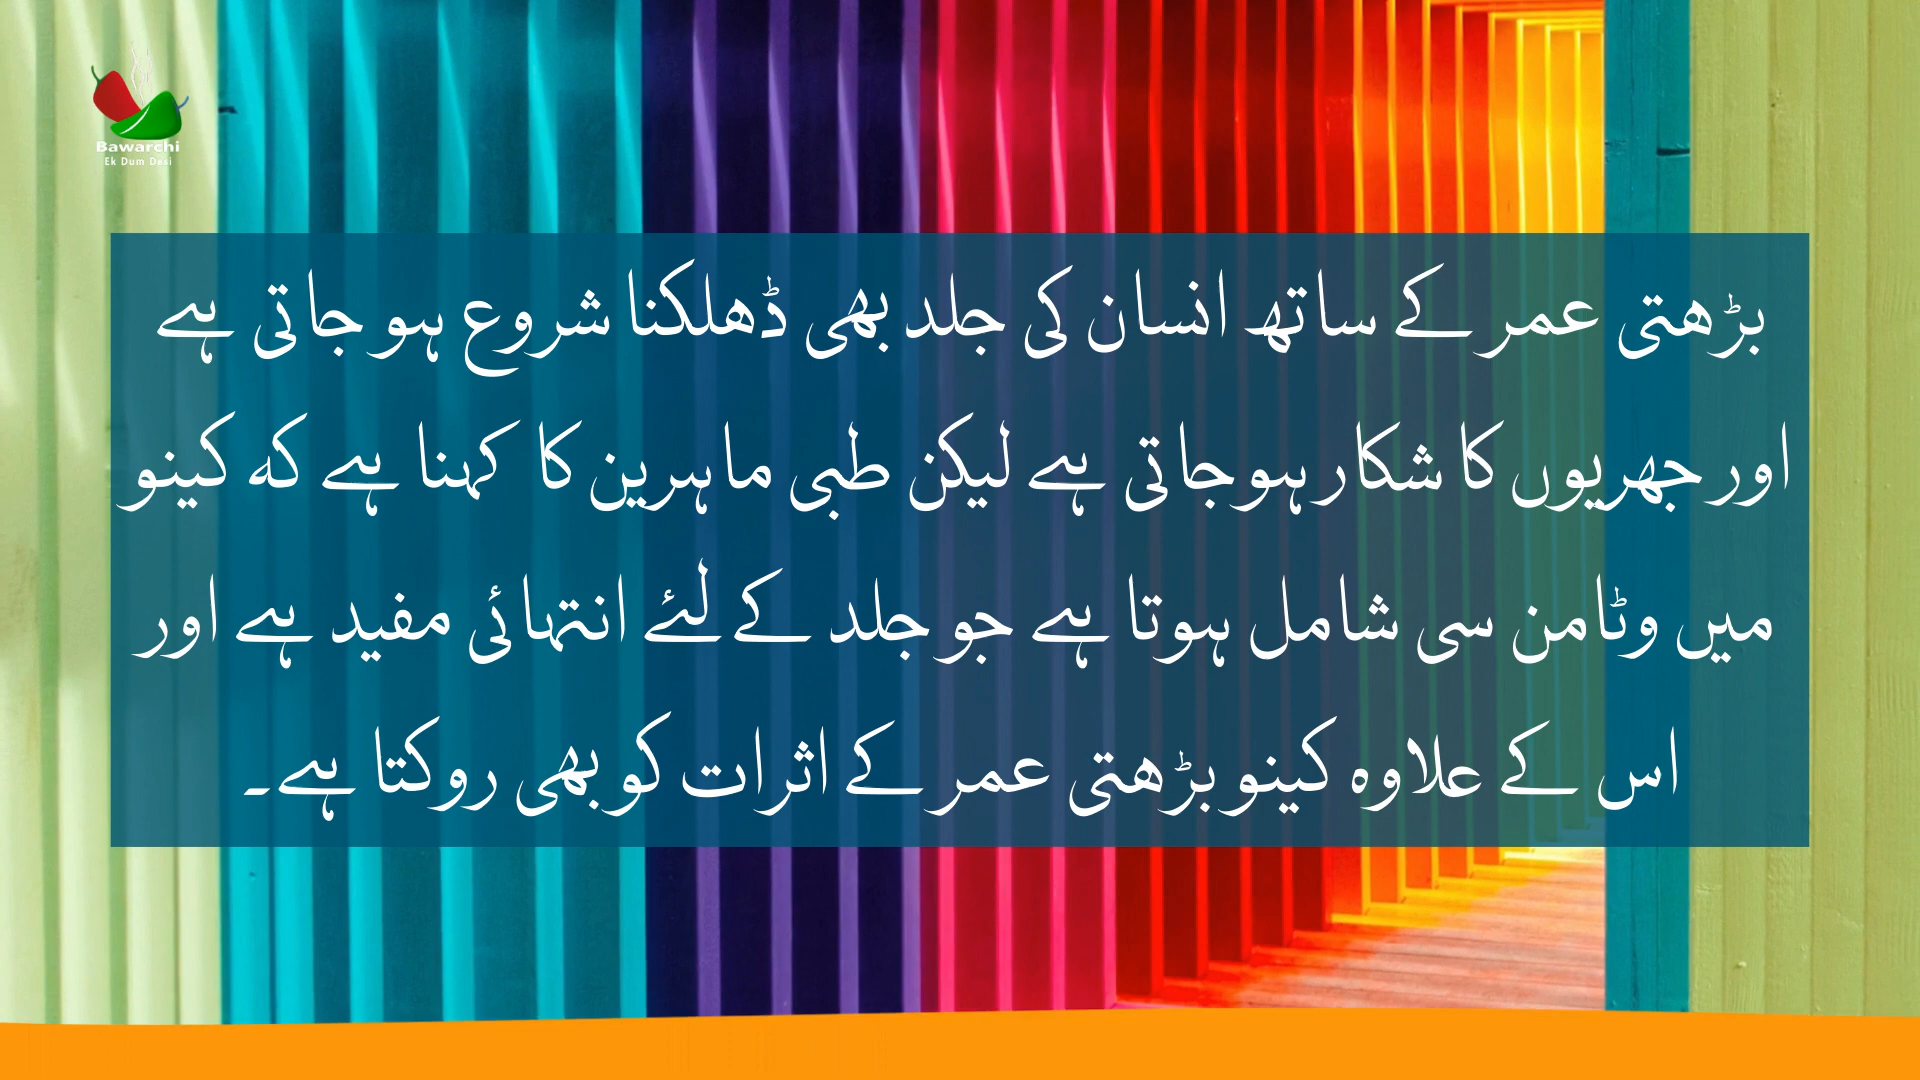 Bawarchi
Ek Dum Desi
بڑھتی عمر کے ساتھ انسان کی جلد بھی ڈھلکنا شروع ہو جاتی ہے
اور جھریوں کا شکار ہوجاتی ہے لیکن طبی ماہرین کا کہنا ہے کہ کینو
میں وٹامن سی شامل ہوتا ہے جو جلد کے لئے انتہائی مفید ہے اور
اس کے علاوہ کینو بڑھتی عمر کے اثرات کو بھی روکتا ہے۔